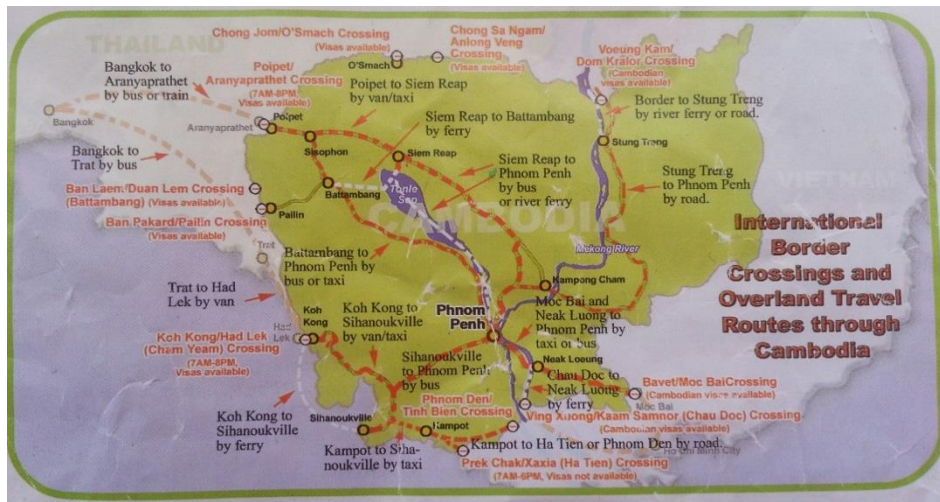 THAILAND
Chong Jom/O'Smach Crossing
(Visas available)
Chong Sa Ngam/
Anlong Veng
Crossing
(Visas available)
Voeung Kam/
Dom Kralor Crossing
(Cambodian
visas available)
Bangkok to
Aranyaprathet
by bus or train
Poipet/
Aranyaprathet Crossing
(7AM-8PM,
Visas available)
O'Smach
Poipet to Siem Reap
by van/taxi
Border to Stung Treng
by river ferry or road.
Bangkok
Aranyaprathet
Poipet
Siem Reap to Battambang
by ferry
Sisophon
Siem Reap
Stung Treng
Bangkok to
Trat by bus
Siem Reap to
Phnom Penh
by bus
or river ferry
Stung Treng
to Phnom Penh
by road.
Ban Laem/Duan Lem Crossing
(Battambang) (Visas available)
Battambang
Tonle
Sap
Pailin
CAMBODIA
Ban Pakard/Pailin Crossing
(Visas available)
International
Border
Crossings and
Overland Travel
Routes through
Cambodia
Trat
Battambang to
Phnom Penh by
bus or taxi
Mekong River
Trat to Had
Lek by van
Kampong Cham
Koh
Kong
Koh Kong to
Sihanoukville
by van/taxi
Phnom
Penh
Moc Bai and
Neak Luong to
Phnom Penh by
taxi or bus
Had
Lek
Koh Kong/Had Lek
(Cham Yeam) Crossing
(7AM-8PM,
Visas available)
Sihanoukville
to Phnom Penh
by bus
Neak Loeung
Chau Doc to
Neak Luong
by ferry
Bavet/Moc BaiCrossing
(Cambodian visas available)
Moc Bai
Koh Kong to
Sihanoukville
by ferry
Sihanoukville
Phnom Den/
Tinh Bien Crossing
Ving Xuong/Kaam Samnor (Chau Doc) Crossing
(Cambodian visas available)
Kampot
Kampot to Siha-
noukville by taxi
Kampot to Ha Tien or Phnom Den by road.
Ho Chi Minh City
Prek Chak/Xaxia (Ha Tien) Crossing
(7AM-6PM, Visas not available)